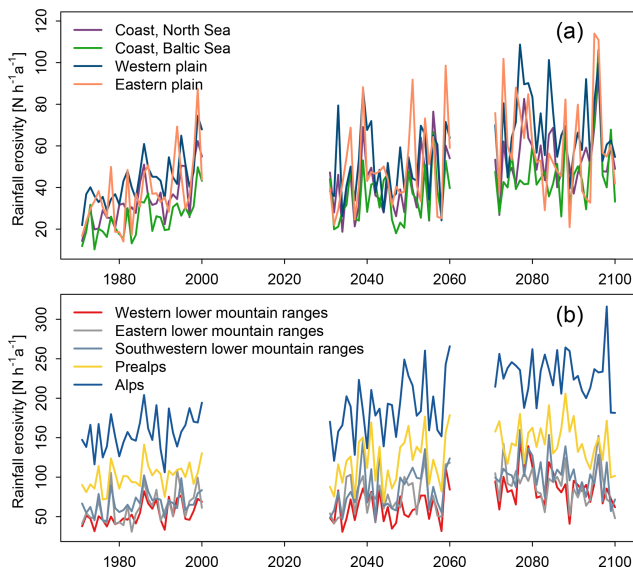 120
100
80
60
40
20
Rainfall erosivity [N h⁻¹a⁻¹]
Coast, North Sea
Coast, Baltic Sea
Western plain
Eastern plain
(a)
1980 2000 2020 2040 2060 2080 2100
300
250
200
150
100
50
Rainfall erosivity [N h⁻¹a⁻¹]
Western lower mountain ranges
Eastern lower mountain ranges
Southwestern lower mountain ranges
Prealps
Alps
(b)
1980 2000 2020 2040 2060 2080 2100